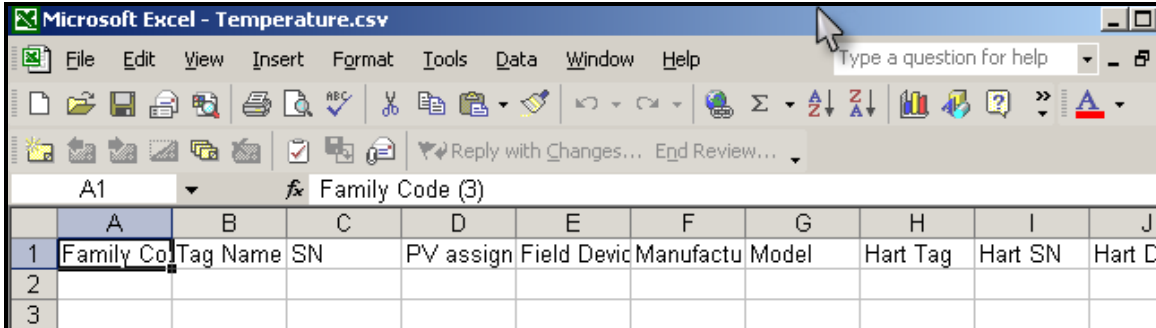 Microsoft Excel - Temperature.csv
File Edit View Insert Format Tools Data Window Help Type a question for help
ABC Σ A Z Z A ? » A
Reply with Changes... End Review...
A1 fx Family Code (3)
A B C D E F G H I J
1 Family Co Tag Name SN PV assign Field Devic Manufactu Model Hart Tag Hart SN Hart D
2
3